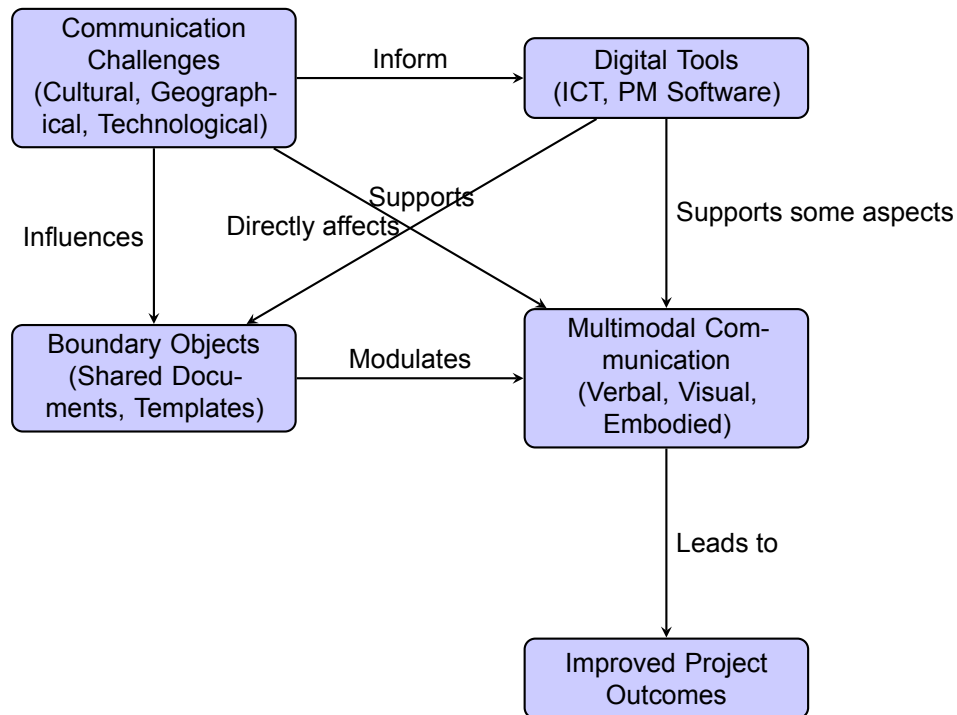 Communication
Challenges
(Cultural, Geograph-
ical, Technological)
Inform
Digital Tools
(ICT, PM Software)
Influences
Directly affects
Supports
Supports some aspects
Boundary Objects
(Shared Docu-
ments, Templates)
Modulates
Multimodal Com-
munication
(Verbal, Visual,
Embodied)
Leads to
Improved Project
Outcomes